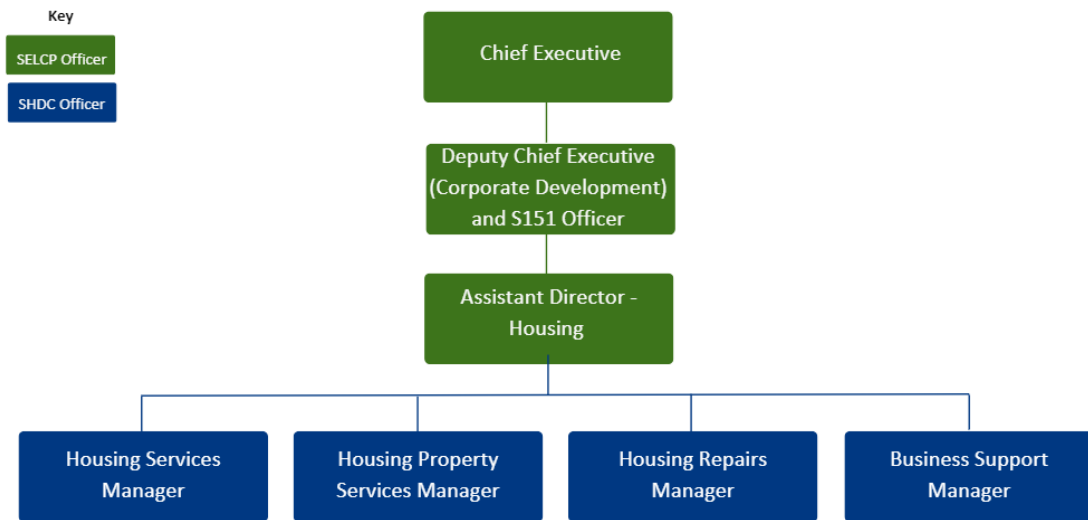 Key
SELCP Officer
SHDC Officer
Chief Executive
Deputy Chief Executive
(Corporate Development)
and S151 Officer
Assistant Director -
Housing
Housing Services
Manager
Housing Property
Services Manager
Housing Repairs
Manager
Business Support
Manager